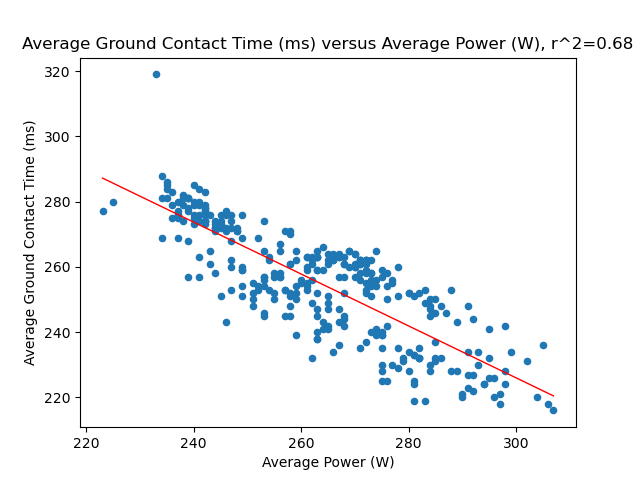 Average Ground Contact Time (ms) versus Average Power (W), r^2=0.68
320
300
280
260
240
220
Average Ground Contact Time (ms)
220 240 260 280 300
Average Power (W)